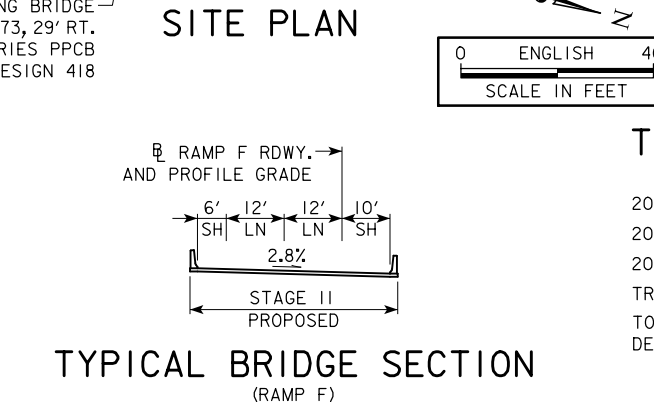 NG BRIDGE
73, 29' RT.
RIES PPCB
ESIGN 418
SITE PLAN
N
0 ENGLISH 40
SCALE IN FEET
BL RAMP F RDWY.
AND PROFILE GRADE
6' 12' 12' 10'
SH LN LN SH
2.8%
STAGE II
PROPOSED
TYPICAL BRIDGE SECTION
(RAMP F)
T
20
20
20
TR
TO
DE